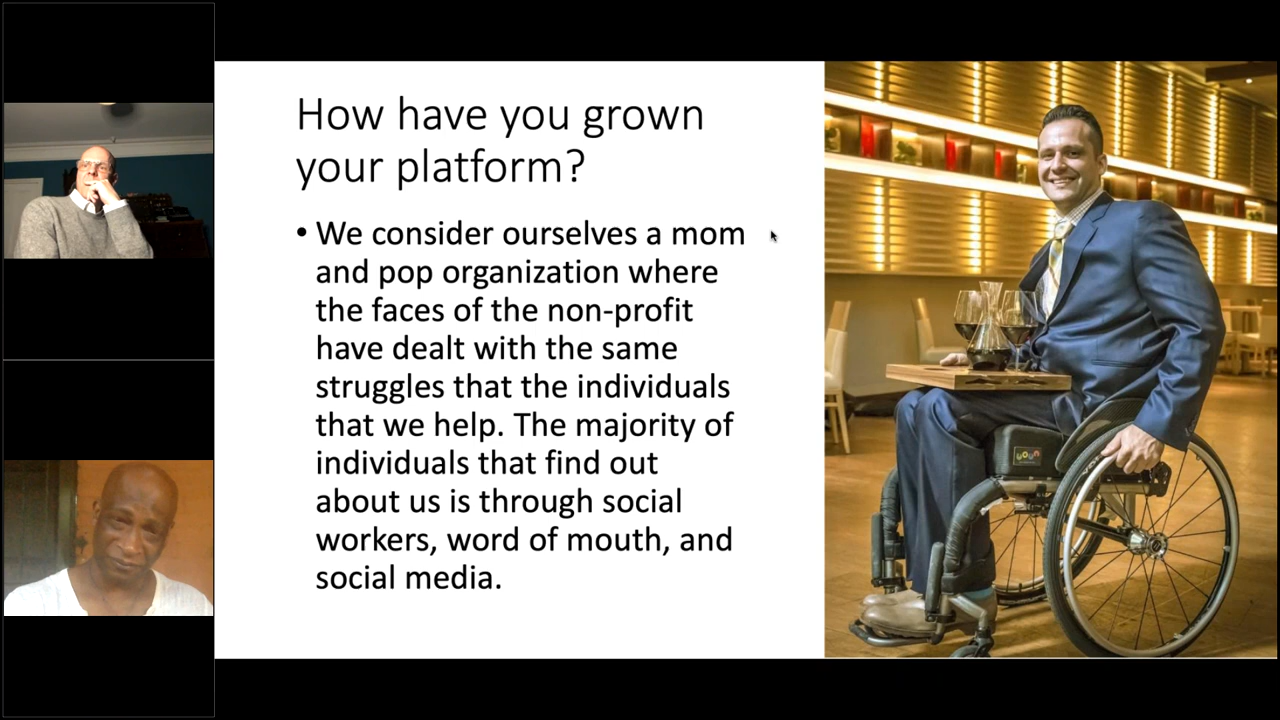 How have you grown
your platform?
• We consider ourselves a mom
and pop organization where
the faces of the non-profit
have dealt with the same
struggles that the individuals
that we help. The majority of
individuals that find out
about us is through social
workers, word of mouth, and
social media.